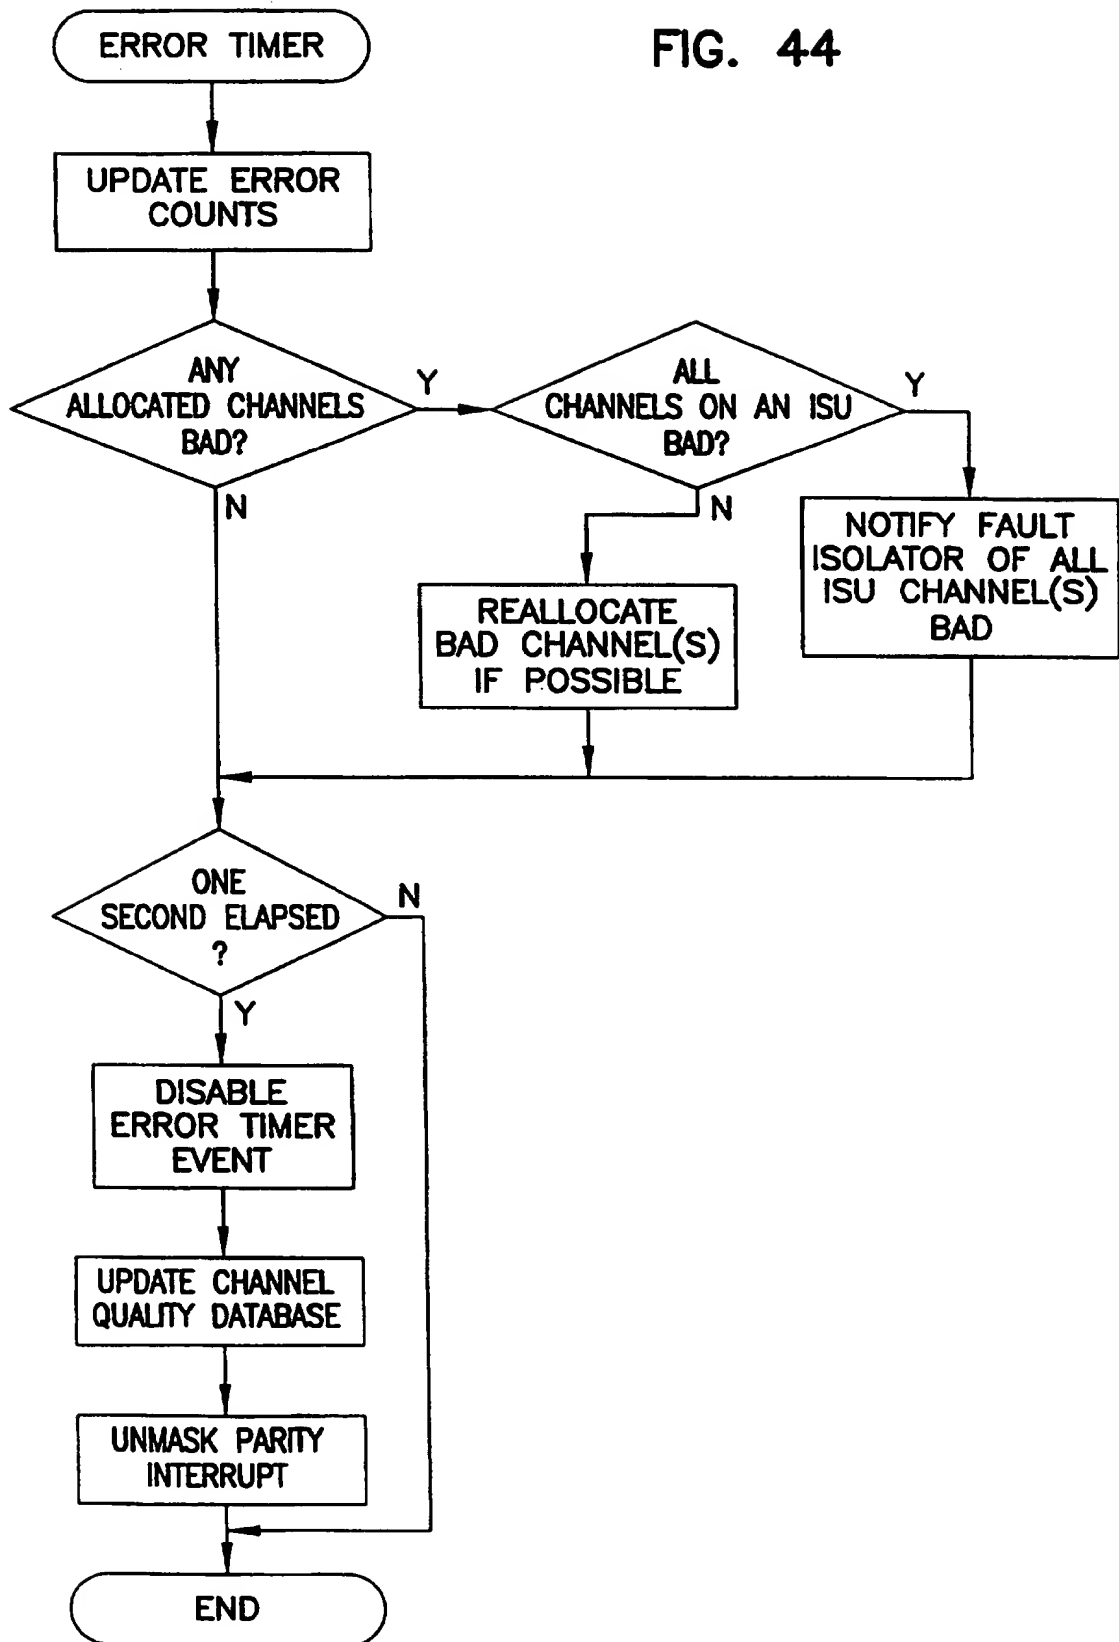 FIG. 44
ERROR TIMER
UPDATE ERROR
COUNTS
ANY
ALLOCATED CHANNELS
BAD?
Y
N
ALL
CHANNELS ON AN ISU
BAD?
Y
N
NOTIFY FAULT
ISOLATOR OF ALL
ISU CHANNEL(S)
BAD
REALLOCATE
BAD CHANNEL(S)
IF POSSIBLE
ONE
SECOND ELAPSED
?
N
Y
DISABLE
ERROR TIMER
EVENT
UPDATE CHANNEL
QUALITY DATABASE
UNMASK PARITY
INTERRUPT
END